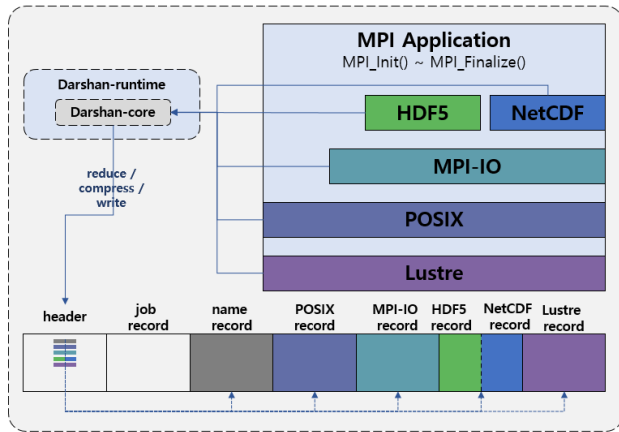 MPI Application
MPI_Init() ~ MPI_Finalize()
Darshan-runtime
Darshan-core
HDF5
NetCDF
MPI-IO
POSIX
Lustre
reduce /
compress /
write
header
job
record
name
record
POSIX
record
MPI-IO
record
HDF5
record
NetCDF
record
Lustre
record